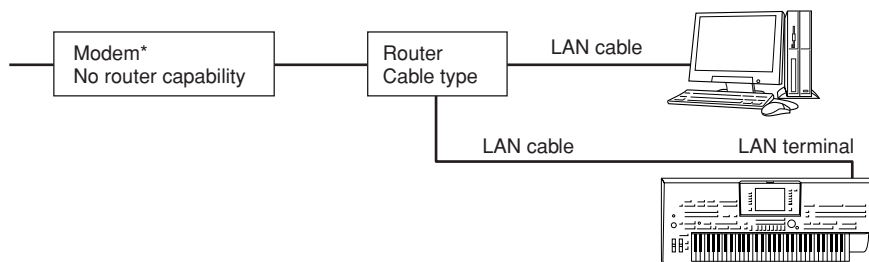 Modem*
No router capability
Router
Cable type
LAN cable
LAN cable
LAN terminal